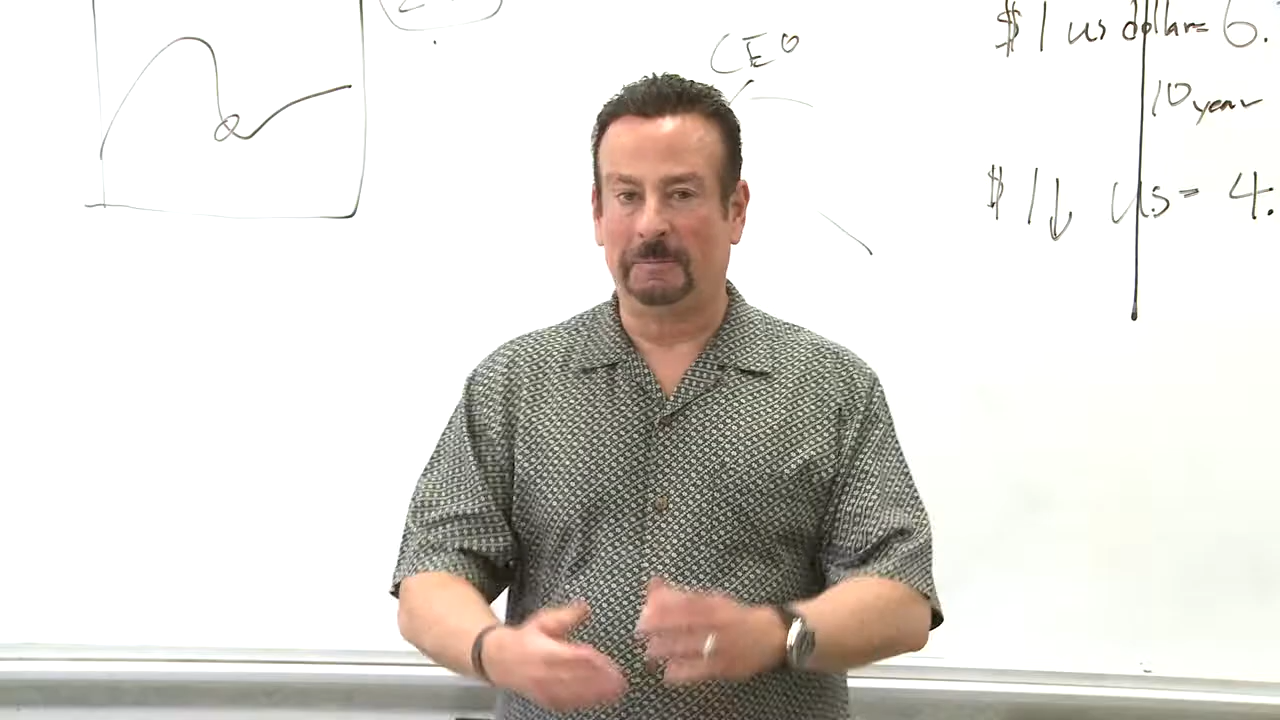 CEO
$1 us dollar= 6.
10 year
$1↓ us= 4.